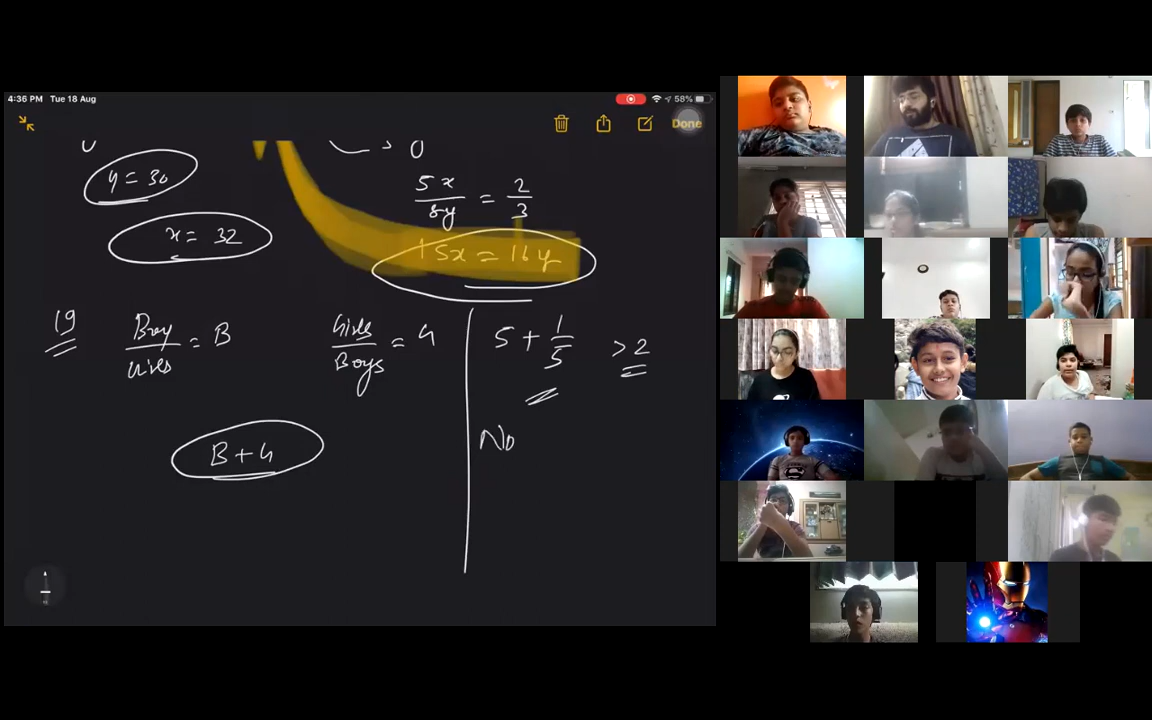 4:36 PM Tue 18 Aug
58%
Done
y = 30
x = 32
5x/8y = 2/3
15x = 16y
19
Boy/Girls = B
Girls/Boys = G
5 + 1/5
> 2
B + G
No